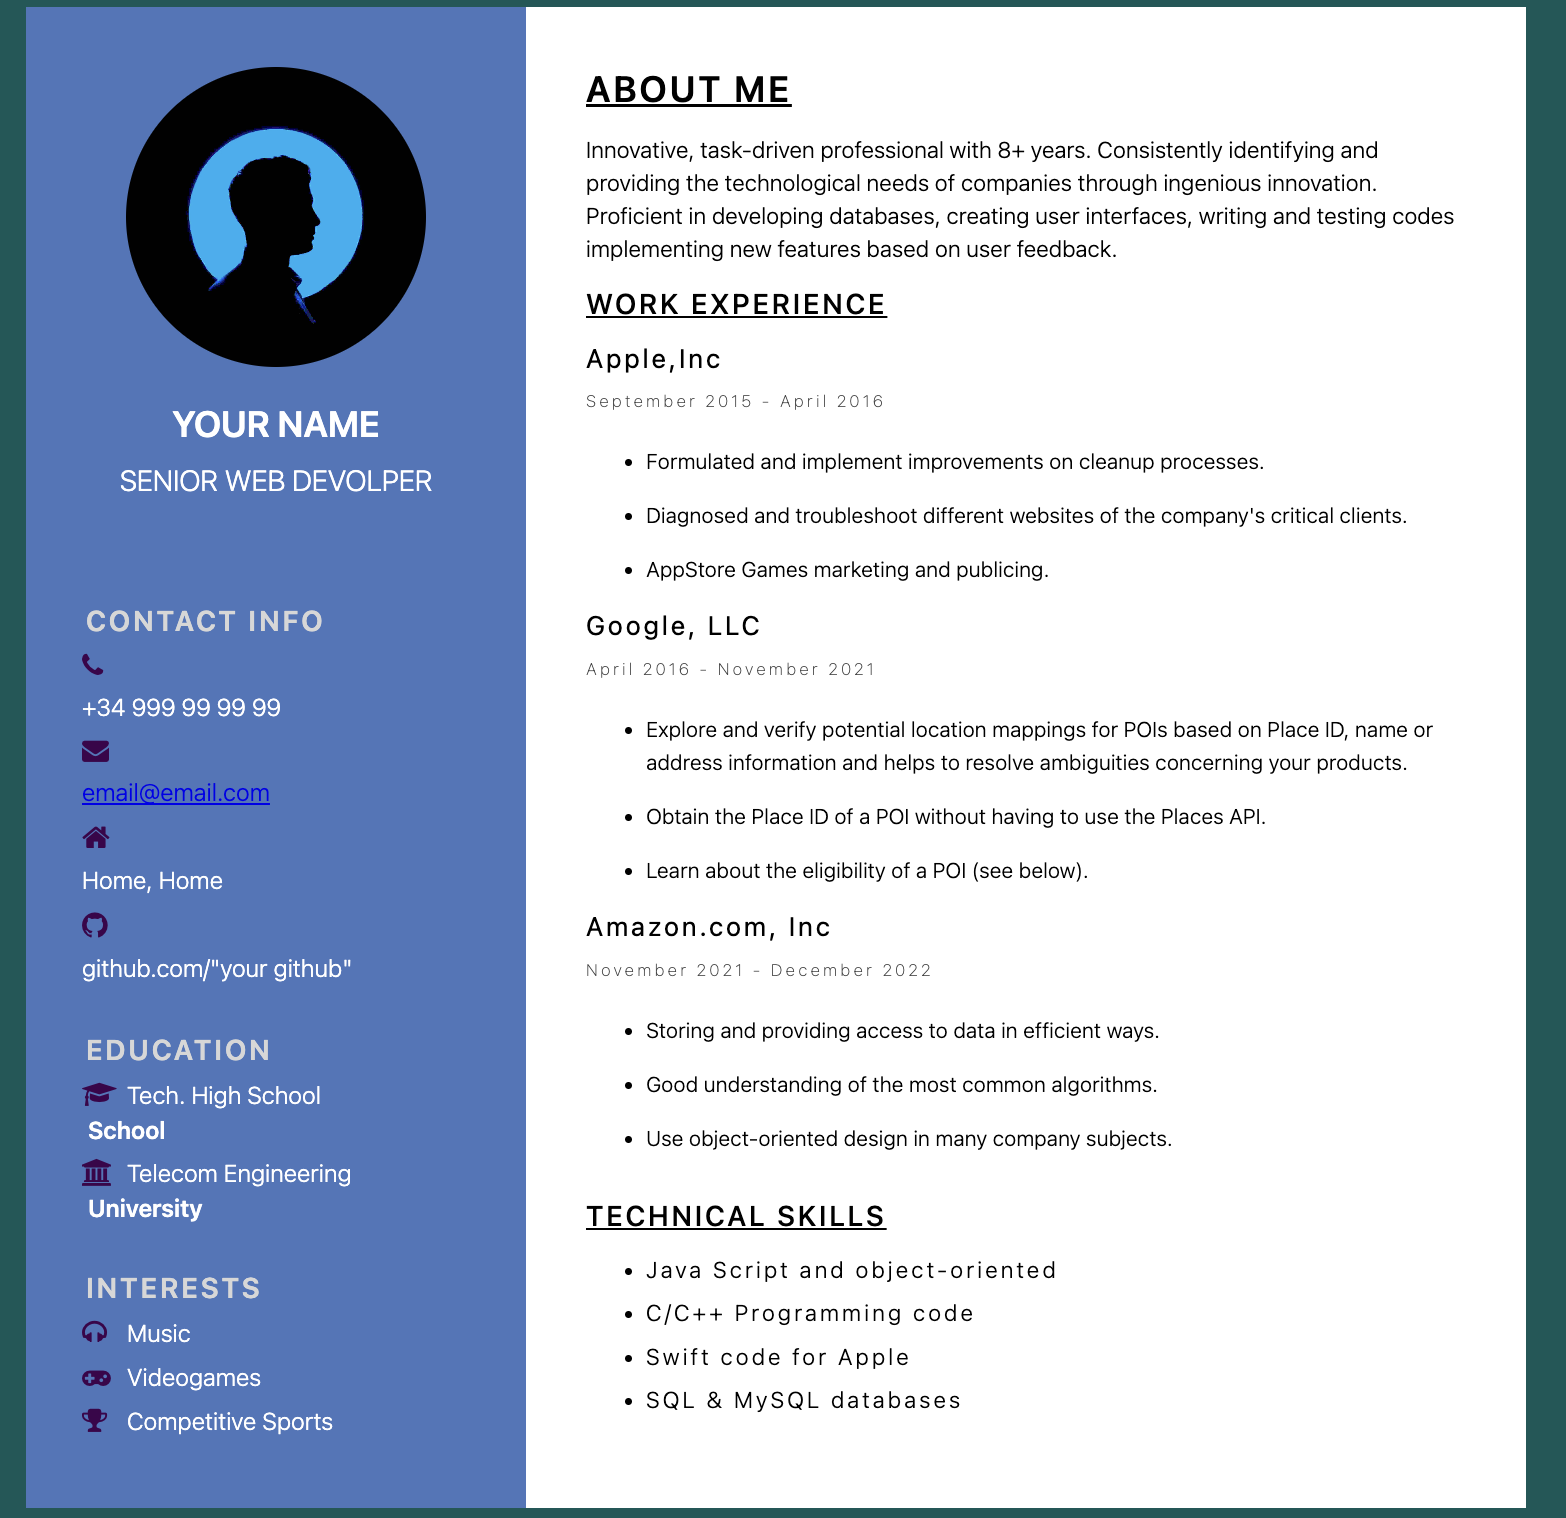 YOUR NAME
SENIOR WEB DEVOLPER
CONTACT INFO
+34 999 99 99 99
email@email.com
Home, Home
github.com/"your github"
EDUCATION
Tech. High School
School
Telecom Engineering
University
INTERESTS
Music
Videogames
Competitive Sports
ABOUT ME
Innovative, task-driven professional with 8+ years. Consistently identifying and
providing the technological needs of companies through ingenious innovation.
Proficient in developing databases, creating user interfaces, writing and testing codes
implementing new features based on user feedback.
WORK EXPERIENCE
Apple,Inc
September 2015 - April 2016
• Formulated and implement improvements on cleanup processes.
• Diagnosed and troubleshoot different websites of the company's critical clients.
• AppStore Games marketing and publicing.
Google, LLC
April 2016 - November 2021
• Explore and verify potential location mappings for POIs based on Place ID, name or
address information and helps to resolve ambiguities concerning your products.
• Obtain the Place ID of a POI without having to use the Places API.
• Learn about the eligibility of a POI (see below).
Amazon.com, Inc
November 2021 - December 2022
• Storing and providing access to data in efficient ways.
• Good understanding of the most common algorithms.
• Use object-oriented design in many company subjects.
TECHNICAL SKILLS
• Java Script and object-oriented
• C/C++ Programming code
• Swift code for Apple
• SQL & MySQL databases